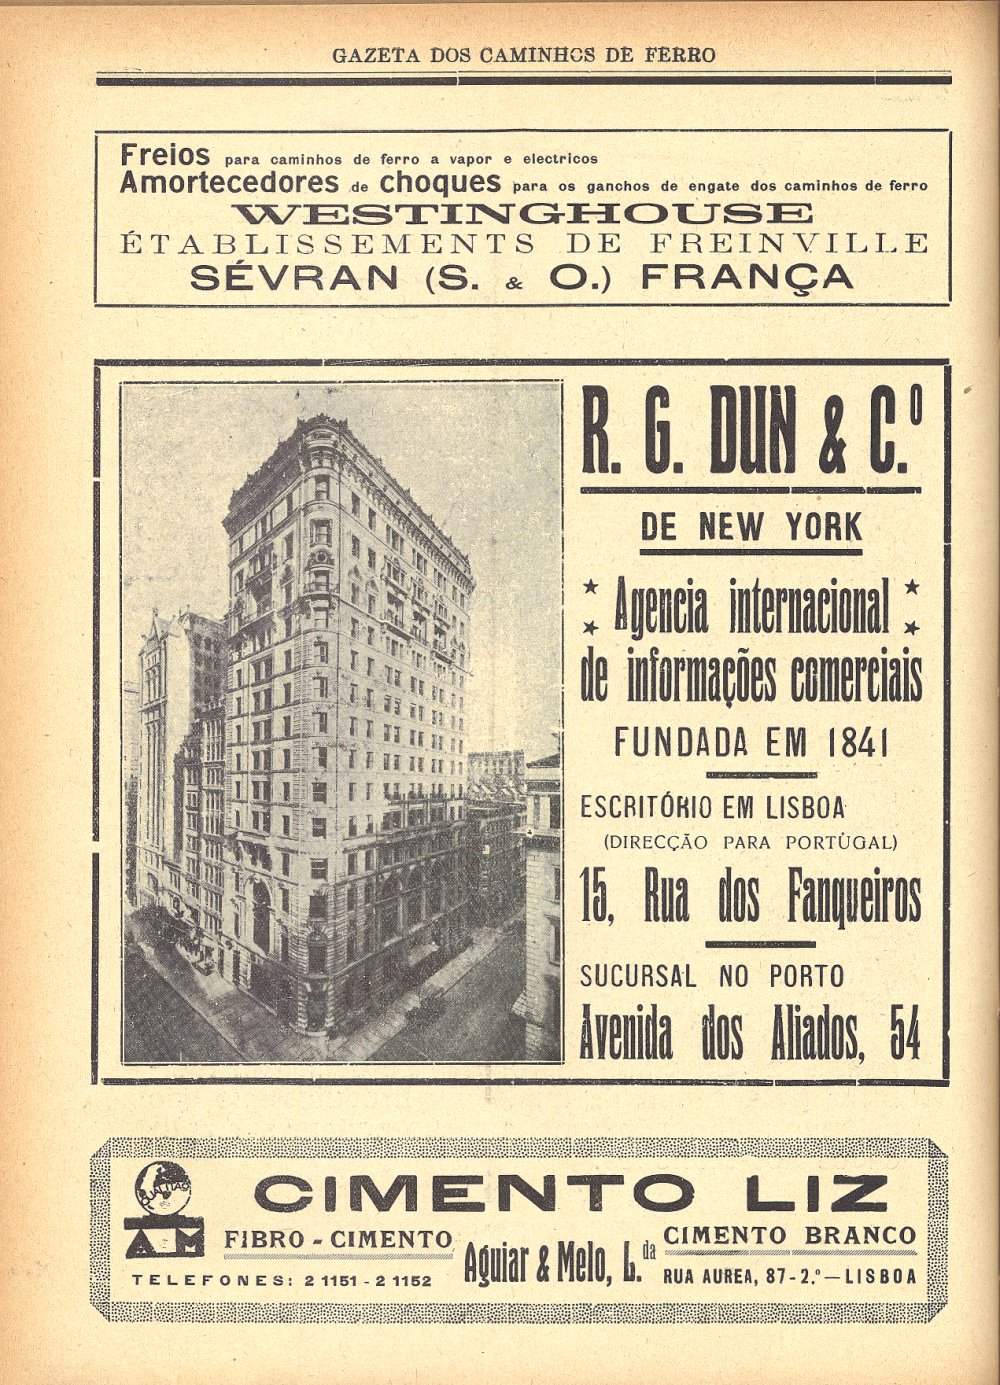 GAZETA DOS CAMINHOS DE FERRO
Freios para caminhos de ferro a vapor e electricos
Amortecedores de choques para os ganchos de engate dos caminhos de ferro
WESTINGHOUSE
ÉTABLISSEMENTS DE FREINVILLE
SÉVRAN (S. & O.) FRANÇA
R. G. DUN & C.º
DE NEW YORK
Agencia internacional
de informações comerciais
FUNDADA EM 1841
ESCRITÓRIO EM LISBOA
(DIRECÇÃO PARA PORTÚGAL)
15, Rua dos Fanqueiros
SUCURSAL NO PORTO
Avenida dos Aliados, 54
QUALITAS
AM
CIMENTO LIZ
FIBRO - CIMENTO
TELEFONES: 2 1151 - 2 1152
Aguiar & Melo, L.da
CIMENTO BRANCO
RUA AUREA, 87-2.º — LISBOA